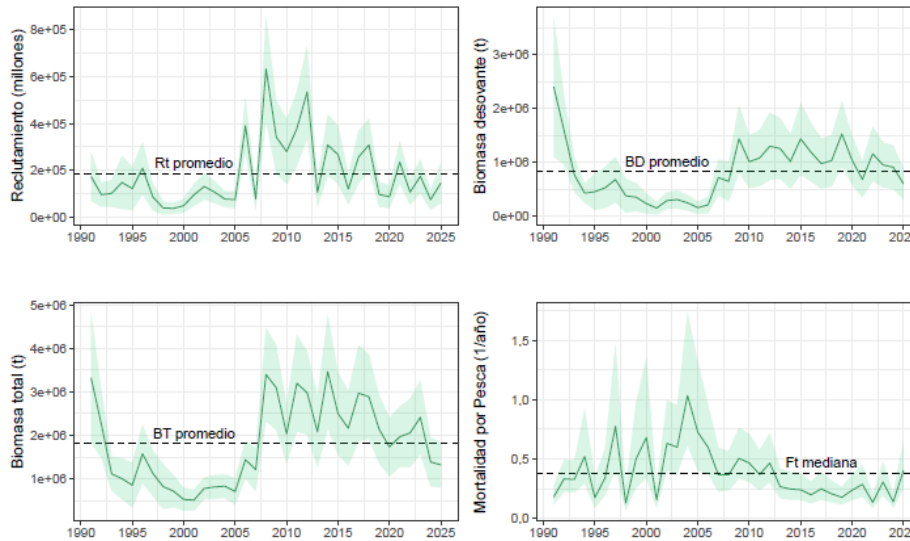 Reclutamiento (millones)
8e+05
6e+05
4e+05
2e+05
0e+00
Rt promedio
1990 1995 2000 2005 2010 2015 2020 2025
Biomasa desovante (t)
3e+06
2e+06
1e+06
0e+00
BD promedio
1990 1995 2000 2005 2010 2015 2020 202
Biomasa total (t)
5e+06
4e+06
3e+06
2e+06
1e+06
BT promedio
1990 1995 2000 2005 2010 2015 2020 2025
Mortalidad por Pesca (1/año)
1,5
1,0
0,5
0,0
Ft mediana
1990 1995 2000 2005 2010 2015 2020 202